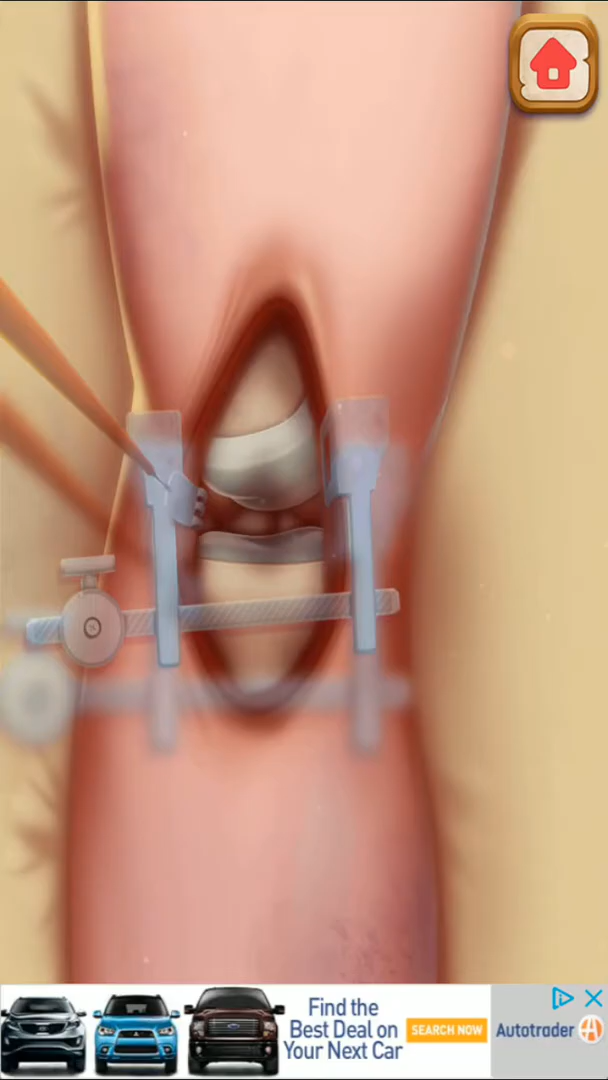 Find the
Best Deal on
Your Next Car
SEARCH NOW
Autotrader